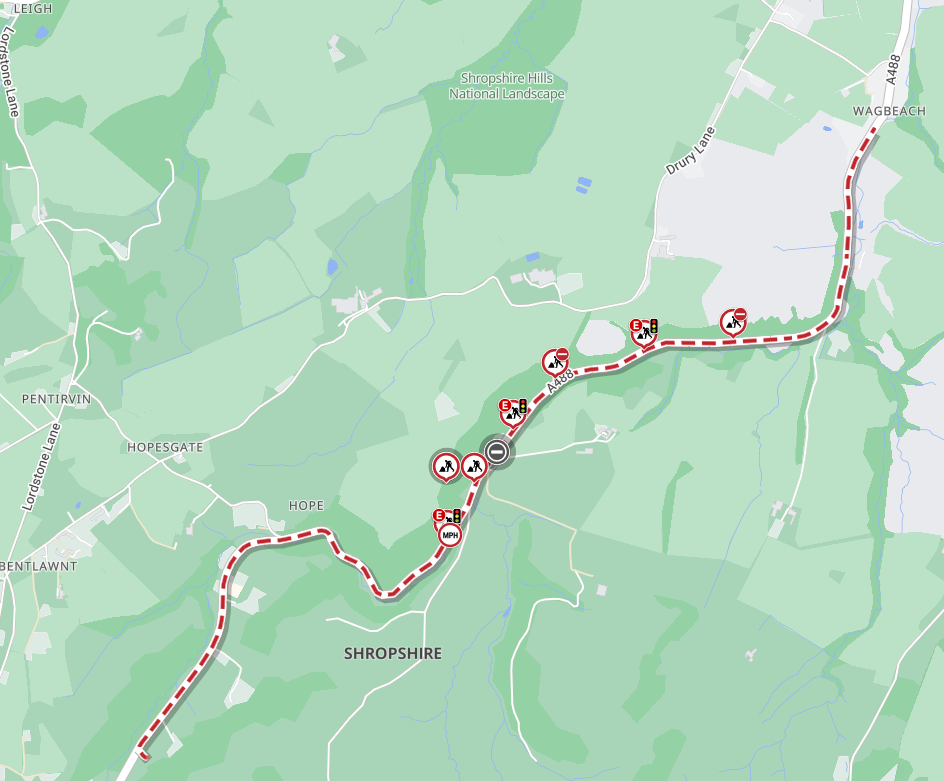 LEIGH
Lordstone Lane
Shropshire Hills
National Landscape
A488
WAGBEACH
Drury Lane
E
E
A488
PENTIRVIN
HOPESGATE
Lordstone Lane
HOPE
E
MPH
BENTLAWNT
SHROPSHIRE